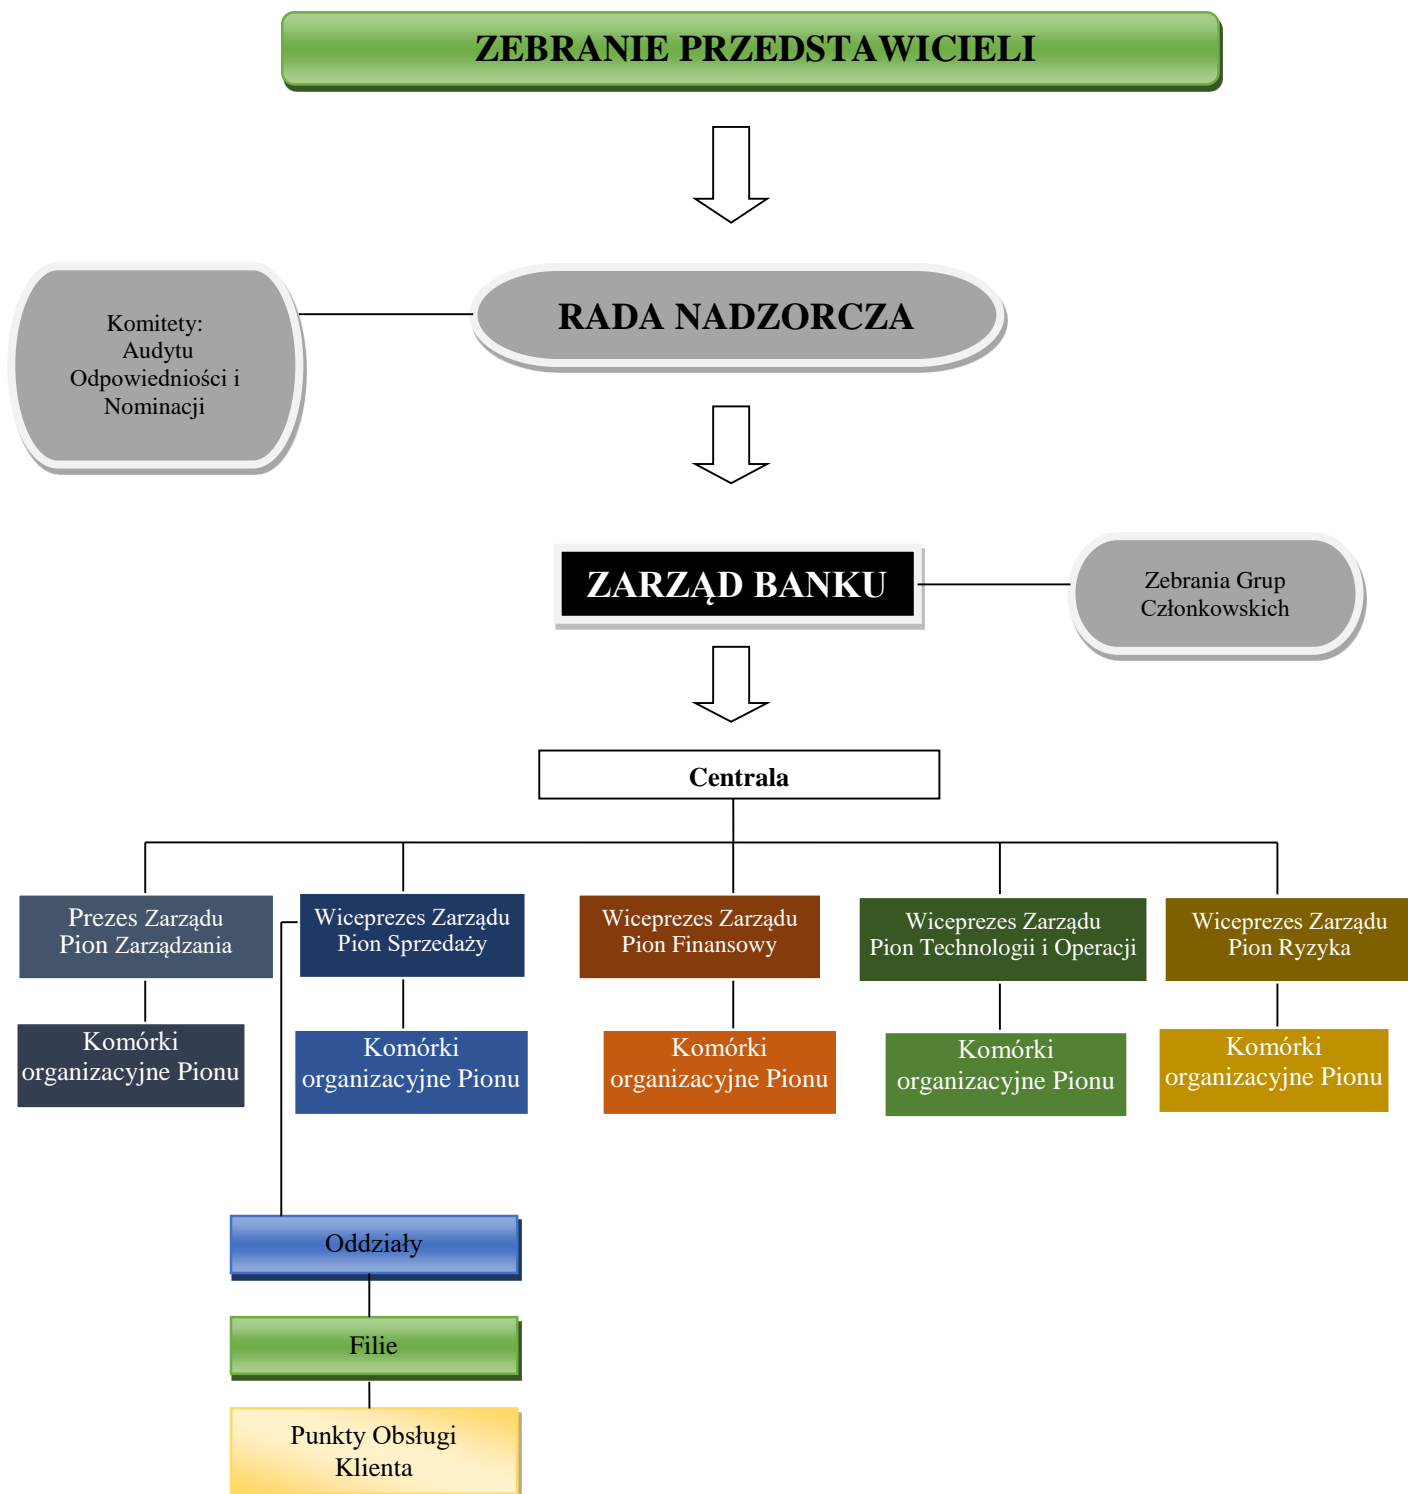 ZEBRANIE PRZEDSTAWICIELI
RADA NADZORCZA
Komitety:
Audytu
Odpowiedniości i
Nominacji
ZARZĄD BANKU
Zebrania Grup
Członkowskich
Centrala
Prezes Zarządu
Pion Zarządzania
Wiceprezes Zarządu
Pion Sprzedaży
Wiceprezes Zarządu
Pion Finansowy
Wiceprezes Zarządu
Pion Technologii i Operacji
Wiceprezes Zarządu
Pion Ryzyka
Komórki
organizacyjne Pionu
Komórki
organizacyjne Pionu
Komórki
organizacyjne Pionu
Komórki
organizacyjne Pionu
Komórki
organizacyjne Pionu
Oddziały
Filie
Punkty Obsługi
Klienta